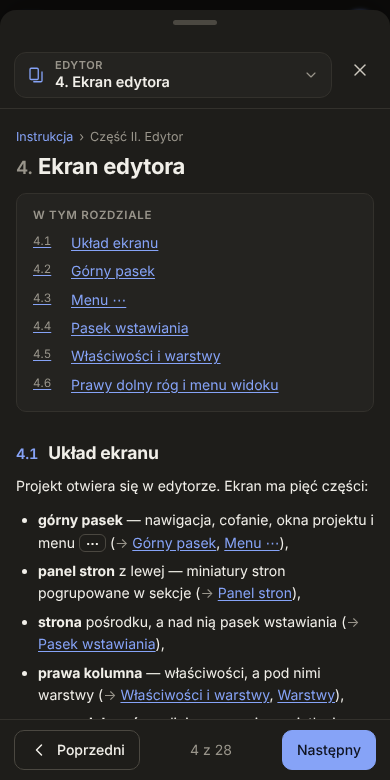 EDYTOR
4. Ekran edytora
Instrukcja › Część II. Edytor
4. Ekran edytora
W TYM ROZDZIALE
4.1 Układ ekranu
4.2 Górny pasek
4.3 Menu ⋯
4.4 Pasek wstawiania
4.5 Właściwości i warstwy
4.6 Prawy dolny róg i menu widoku
4.1 Układ ekranu
Projekt otwiera się w edytorze. Ekran ma pięć części:
• górny pasek — nawigacja, cofanie, okna projektu i
menu ⋯ (→ Górny pasek, Menu ⋯),
• panel stron z lewej — miniatury stron
pogrupowane w sekcje (→ Panel stron),
• strona pośrodku, a nad nią pasek wstawiania (→
Pasek wstawiania),
• prawa kolumna — właściwości, a pod nimi
warstwy (→ Właściwości i warstwy, Warstwy),
Poprzedni
4 z 28
Następny